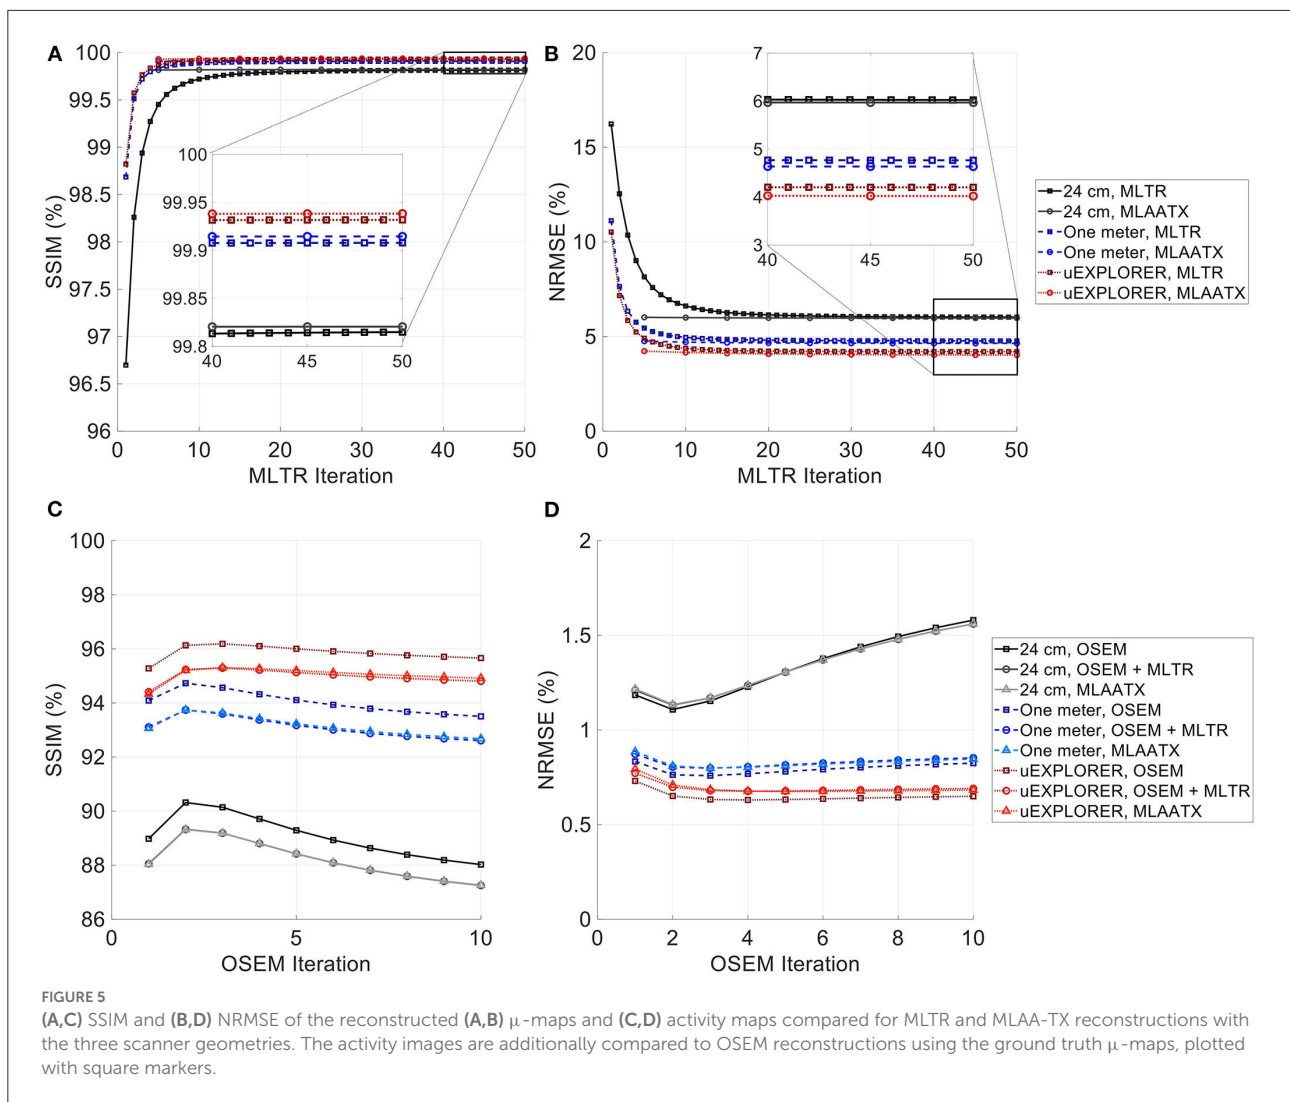 A
100
99.5
99
98.5
98
97.5
97
96.5
96
SSIM (%)
0
10
20
30
40
50
MLTR Iteration
100
99.95
99.9
99.85
99.8
40
45
50
B
20
15
10
5
0
NRMSE (%)
0
10
20
30
40
50
MLTR Iteration
7
6
5
4
3
40
45
50
24 cm, MLTR
24 cm, MLAATX
One meter, MLTR
One meter, MLAATX
uEXPLORER, MLTR
uEXPLORER, MLAATX
C
100
98
96
94
92
90
88
86
SSIM (%)
0
5
10
OSEM Iteration
D
2
1.5
1
0.5
0
NRMSE (%)
0
2
4
6
8
10
OSEM Iteration
24 cm, OSEM
24 cm, OSEM + MLTR
24 cm, MLAATX
One meter, OSEM
One meter, OSEM + MLTR
One meter, MLAATX
uEXPLORER, OSEM
uEXPLORER, OSEM + MLTR
uEXPLORER, MLAATX
FIGURE 5
(A,C) SSIM and (B,D) NRMSE of the reconstructed (A,B) μ-maps and (C,D) activity maps compared for MLTR and MLAA-TX reconstructions with
the three scanner geometries. The activity images are additionally compared to OSEM reconstructions using the ground truth μ-maps, plotted
with square markers.